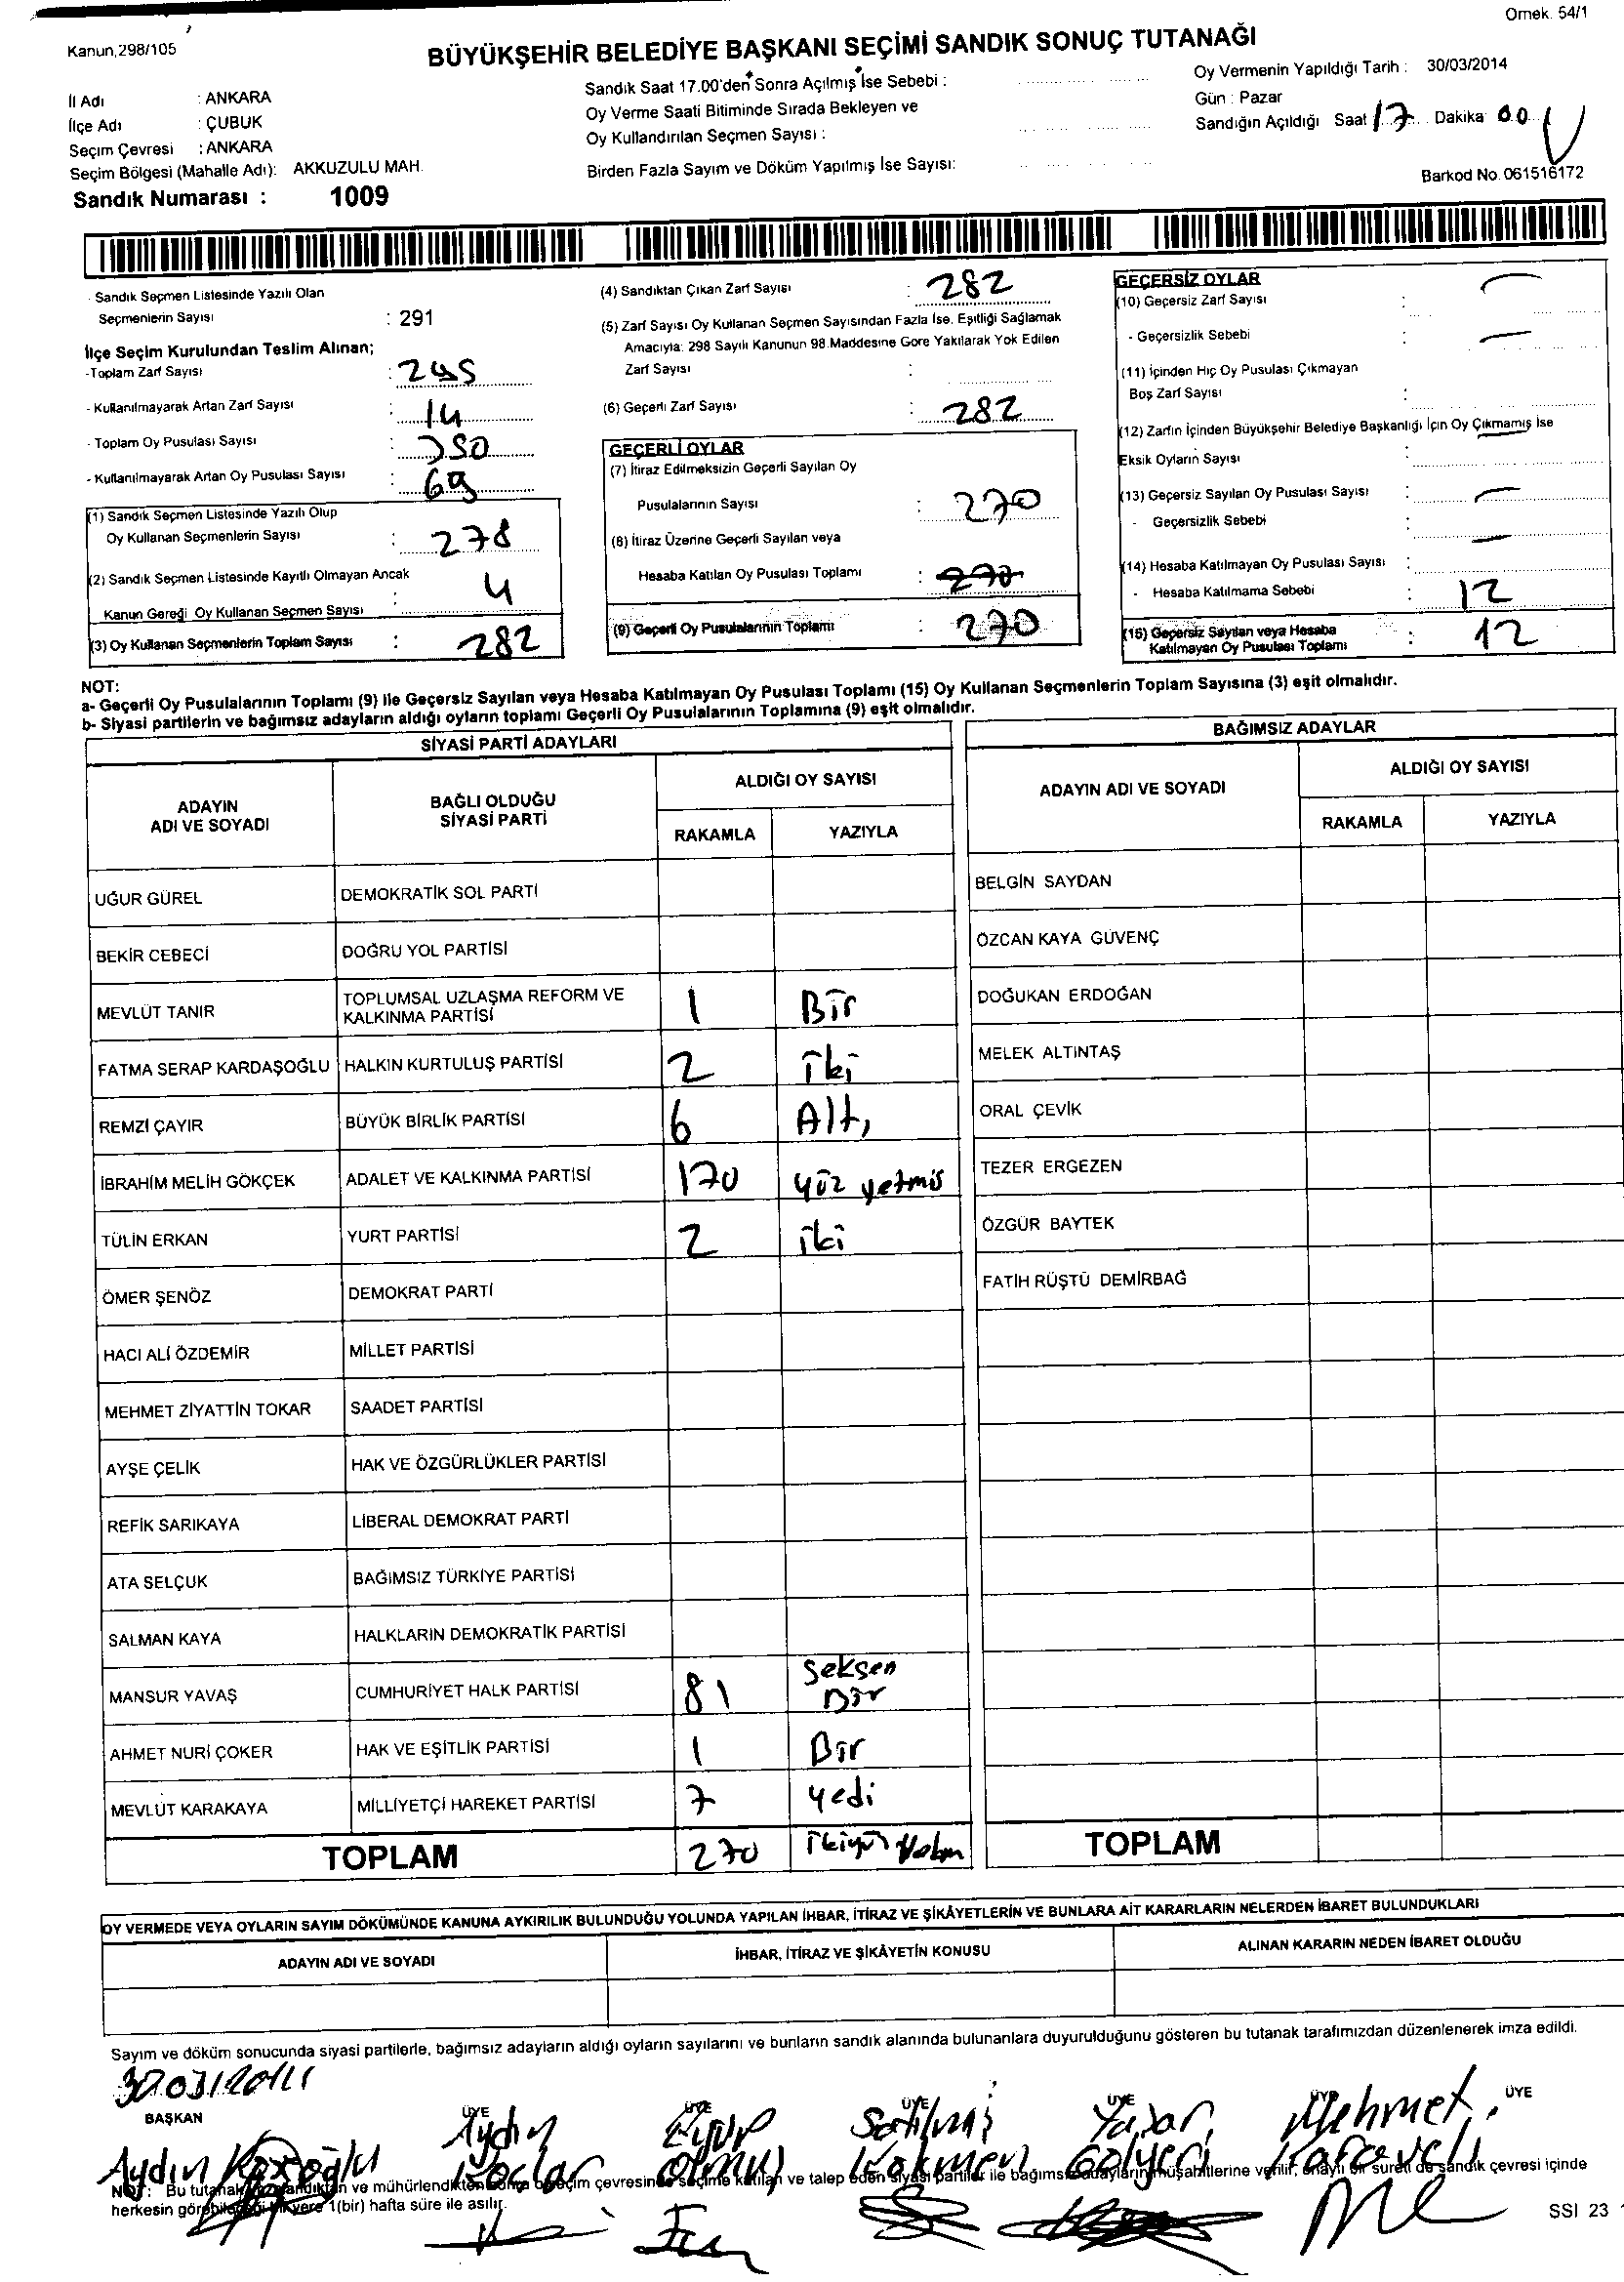 Örnek. 54/1
Kanun,298/105
BÜYÜKŞEHİR BELEDİYE BAŞKANI SEÇİMİ SANDIK SONUÇ TUTANAĞI
İl Adı : ANKARA
İlçe Adı : ÇUBUK
Seçim Çevresi : ANKARA
Seçim Bölgesi (Mahalle Adı): AKKUZULU MAH.
Sandık Numarası : 1009
Sandık Saat 17.00'den Sonra Açılmış İse Sebebi :
Oy Verme Saati Bitiminde Sırada Bekleyen ve
Oy Kullandırılan Seçmen Sayısı :
Birden Fazla Sayım ve Döküm Yapılmış İse Sayısı:
Oy Vermenin Yapıldığı Tarih : 30/03/2014
Gün : Pazar
Sandığın Açıldığı Saat 17 Dakika 00
Barkod No.061516172
- Sandık Seçmen Listesinde Yazılı Olan
Seçmenlerin Sayısı : 291
İlçe Seçim Kurulundan Teslim Alınan;
-Toplam Zarf Sayısı : 295
- Kullanılmayarak Artan Zarf Sayısı : 14
- Toplam Oy Pusulası Sayısı : 350
- Kullanılmayarak Artan Oy Pusulası Sayısı : 69
(1) Sandık Seçmen Listesinde Yazılı Olup
Oy Kullanan Seçmenlerin Sayısı : 278
(2) Sandık Seçmen Listesinde Kayıtlı Olmayan Ancak
Kanun Gereği Oy Kullanan Seçmen Sayısı : 4
(3) Oy Kullanan Seçmenlerin Toplam Sayısı : 282
(4) Sandıktan Çıkan Zarf Sayısı : 282
(5) Zarf Sayısı Oy Kullanan Seçmen Sayısından Fazla İse. Eşitliği Sağlamak
Amacıyla: 298 Sayılı Kanunun 98.Maddesine Göre Yakılarak Yok Edilen
Zarf Sayısı :
(6) Geçerli Zarf Sayısı : 282
GEÇERLİ OYLAR
(7) İtiraz Edilmeksizin Geçerli Sayılan Oy
Pusulalarının Sayısı : 270
(8) İtiraz Üzerine Geçerli Sayılan veya
Hesaba Katılan Oy Pusulası Toplamı : 270
(9) Geçerli Oy Pusulalarının Toplamı : 270
GEÇERSİZ OYLAR
(10) Geçersiz Zarf Sayısı : —
- Geçersizlik Sebebi : —
(11) İçinden Hiç Oy Pusulası Çıkmayan
Boş Zarf Sayısı :
(12) Zarfın İçinden Büyükşehir Belediye Başkanlığı İçin Oy Çıkmamış İse
Eksik Oyların Sayısı :
(13) Geçersiz Sayılan Oy Pusulası Sayısı : —
- Geçersizlik Sebebi : —
(14) Hesaba Katılmayan Oy Pusulası Sayısı :
- Hesaba Katılmama Sebebi : 12
(15) Geçersiz Sayılan veya Hesaba
Katılmayan Oy Pusulası Toplamı : 12
NOT:
a- Geçerli Oy Pusulalarının Toplamı (9) ile Geçersiz Sayılan veya Hesaba Katılmayan Oy Pusulası Toplamı (15) Oy Kullanan Seçmenlerin Toplam Sayısına (3) eşit olmalıdır.
b- Siyasi partilerin ve bağımsız adayların aldığı oyların toplamı Geçerli Oy Pusulalarının Toplamına (9) eşit olmalıdır.
SİYASİ PARTİ ADAYLARI
ADAYIN ADI VE SOYADI BAĞLI OLDUĞU SİYASİ PARTİ ALDIĞI OY SAYISI
RAKAMLA YAZIYLA
UĞUR GÜREL DEMOKRATİK SOL PARTİ
BEKİR CEBECİ DOĞRU YOL PARTİSİ
MEVLÜT TANIR TOPLUMSAL UZLAŞMA REFORM VE KALKINMA PARTİSİ 1 Bir
FATMA SERAP KARDAŞOĞLU HALKIN KURTULUŞ PARTİSİ 2 iki
REMZİ ÇAYIR BÜYÜK BİRLİK PARTİSİ 6 Altı
İBRAHİM MELİH GÖKÇEK ADALET VE KALKINMA PARTİSİ 170 yüz yetmiş
TÜLİN ERKAN YURT PARTİSİ 2 iki
ÖMER ŞENÖZ DEMOKRAT PARTİ
HACI ALİ ÖZDEMİR MİLLET PARTİSİ
MEHMET ZİYATTİN TOKAR SAADET PARTİSİ
AYŞE ÇELİK HAK VE ÖZGÜRLÜKLER PARTİSİ
REFİK SARIKAYA LİBERAL DEMOKRAT PARTİ
ATA SELÇUK BAĞIMSIZ TÜRKİYE PARTİSİ
SALMAN KAYA HALKLARIN DEMOKRATİK PARTİSİ
MANSUR YAVAŞ CUMHURİYET HALK PARTİSİ 81 Seksen Bir
AHMET NURİ ÇOKER HAK VE EŞİTLİK PARTİSİ 1 Bir
MEVLÜT KARAKAYA MİLLİYETÇİ HAREKET PARTİSİ 7 yedi
TOPLAM 270
BAĞIMSIZ ADAYLAR
ADAYIN ADI VE SOYADI ALDIĞI OY SAYISI
RAKAMLA YAZIYLA
BELGİN SAYDAN
ÖZCAN KAYA GÜVENÇ
DOĞUKAN ERDOĞAN
MELEK ALTINTAŞ
ORAL ÇEVİK
TEZER ERGEZEN
ÖZGÜR BAYTEK
FATİH RÜŞTÜ DEMİRBAĞ
TOPLAM
OY VERMEDE VEYA OYLARIN SAYIM DÖKÜMÜNDE KANUNA AYKIRILIK BULUNDUĞU YOLUNDA YAPILAN İHBAR, İTİRAZ VE ŞİKÂYETLERİN VE BUNLARA AİT KARARLARIN NELERDEN İBARET BULUNDUKLARI
ADAYIN ADI VE SOYADI İHBAR, İTİRAZ VE ŞİKÂYETİN KONUSU ALINAN KARARIN NEDEN İBARET OLDUĞU
Sayım ve döküm sonucunda siyasi partilerle, bağımsız adayların aldığı oyların sayılarını ve bunların sandık alanında bulunanlara duyurulduğunu gösteren bu tutanak tarafımızdan düzenlenerek imza edildi.
30.03/2014
BAŞKAN ÜYE ÜYE ÜYE ÜYE ÜYE ÜYE
Aydın Aydın Eyup Satılmış Yaşar Mehmet
Koçlar Gökmen
NOT: Bu tutanak ve mühürlendikten sonra o seçim çevresinde seçime katılan ve talep eden siyasi partiler ile bağımsız adayların müşahitlerine verilir, onaylı bir sureti de sandık çevresi içinde
herkesin görebileceği bir yere 1(bir) hafta süre ile asılır.
SSI 23